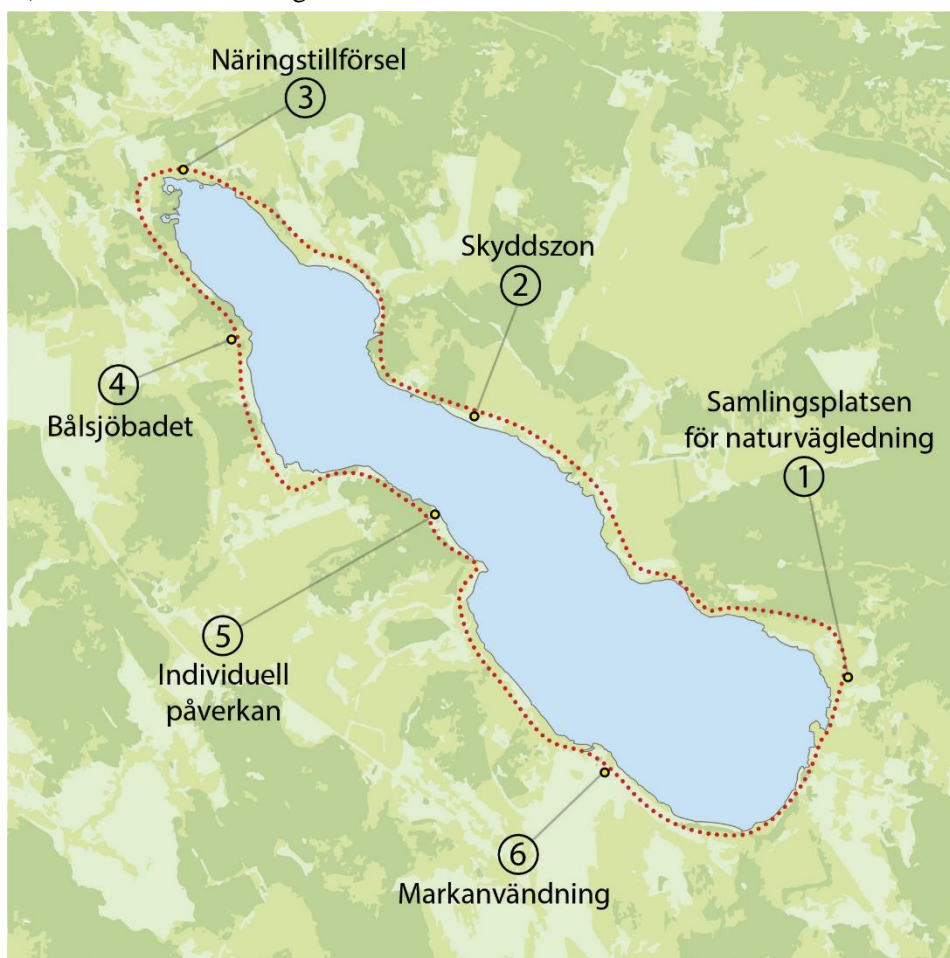 Näringstillförsel
3
Skyddszon
2
Samlingsplatsen
för naturvägledning
1
4
Bålsjöbadet
5
Individuell
påverkan
6
Markanvändning